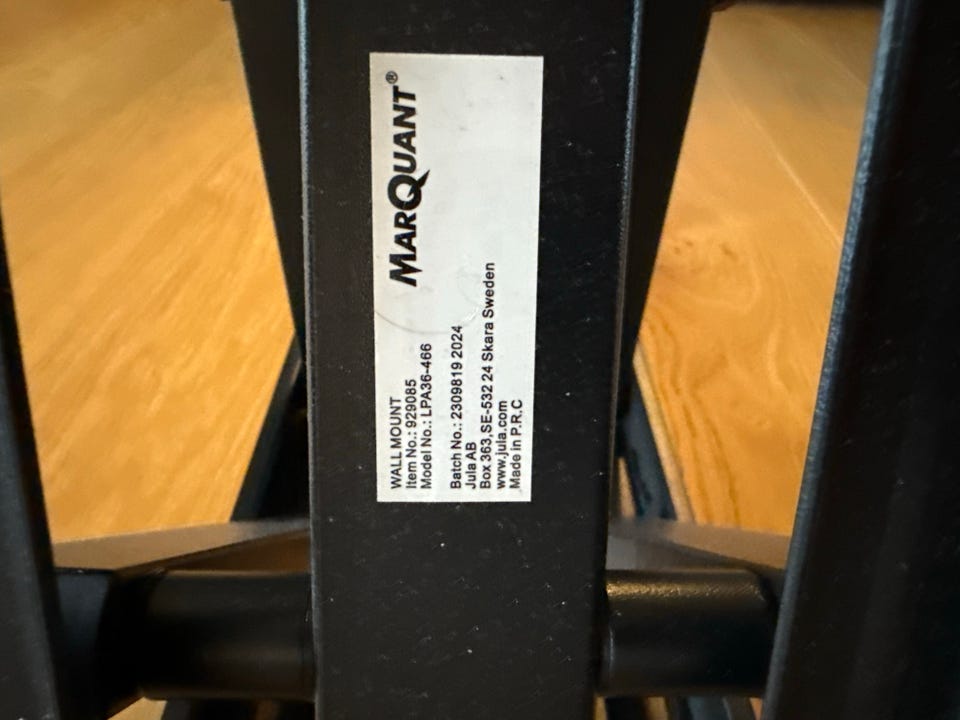 MARQUANT®
WALL MOUNT
Item No.: 929085
Model No.: LPA36-466
Batch No.: 2309819 2024
Jula AB
Box 363, SE-532 24 Skara Sweden
www.jula.com
Made in P.R.C